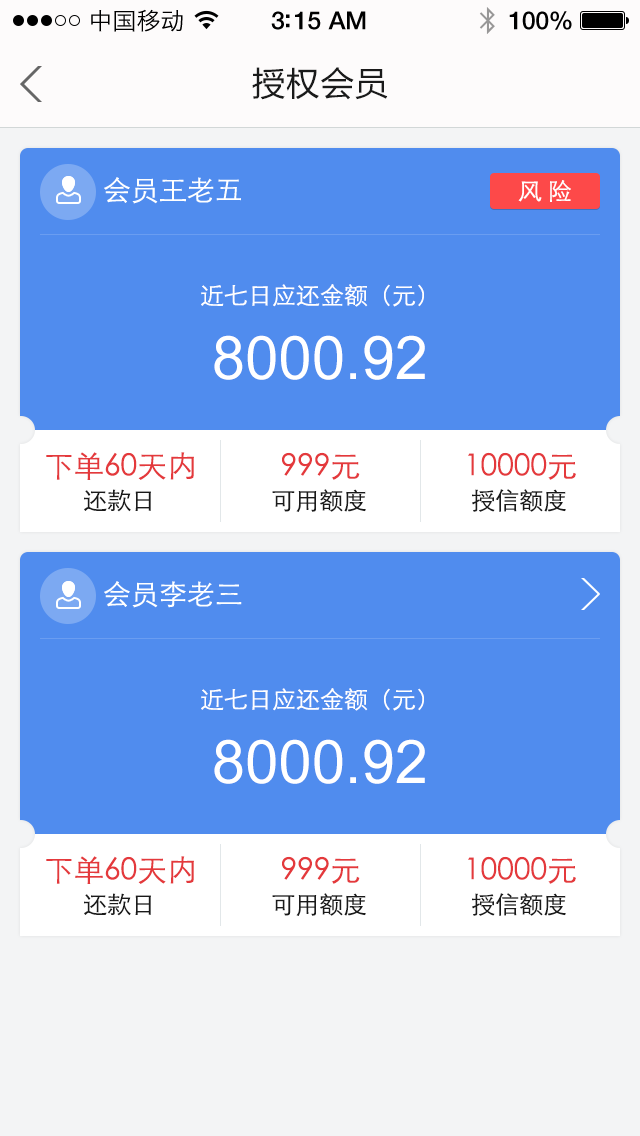 中国移动 3:15 AM 100%
授权会员
会员王老五 风 险
近七日应还金额（元）
8000.92
下单60天内 999元 10000元
还款日 可用额度 授信额度
会员李老三
近七日应还金额（元）
8000.92
下单60天内 999元 10000元
还款日 可用额度 授信额度